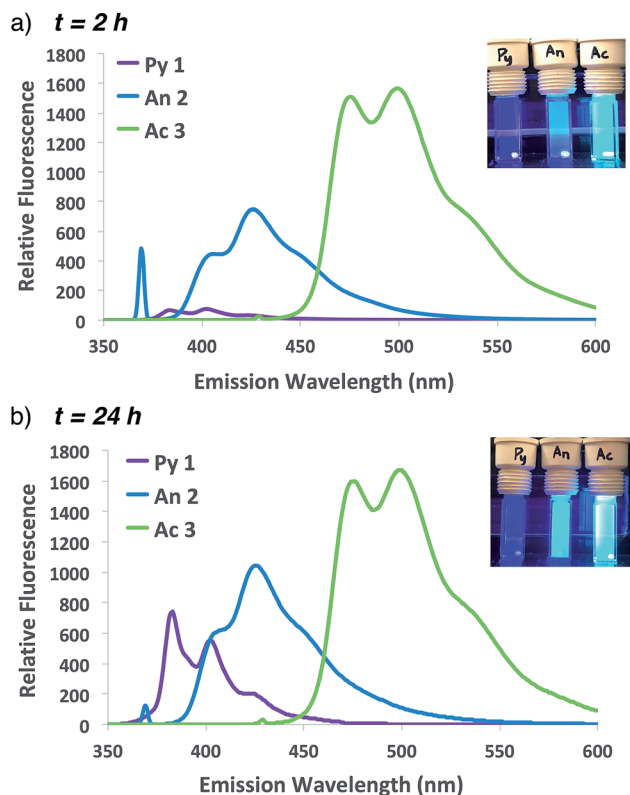 a) t = 2 h
1800
1600
1400
1200
1000
800
600
400
200
0
Relative Fluorescence
Py 1
An 2
Ac 3
Py An Ac
350 400 450 500 550 600
Emission Wavelength (nm)
b) t = 24 h
1800
1600
1400
1200
1000
800
600
400
200
0
Relative Fluorescence
Py 1
An 2
Ac 3
Py An Ac
350 400 450 500 550 600
Emission Wavelength (nm)